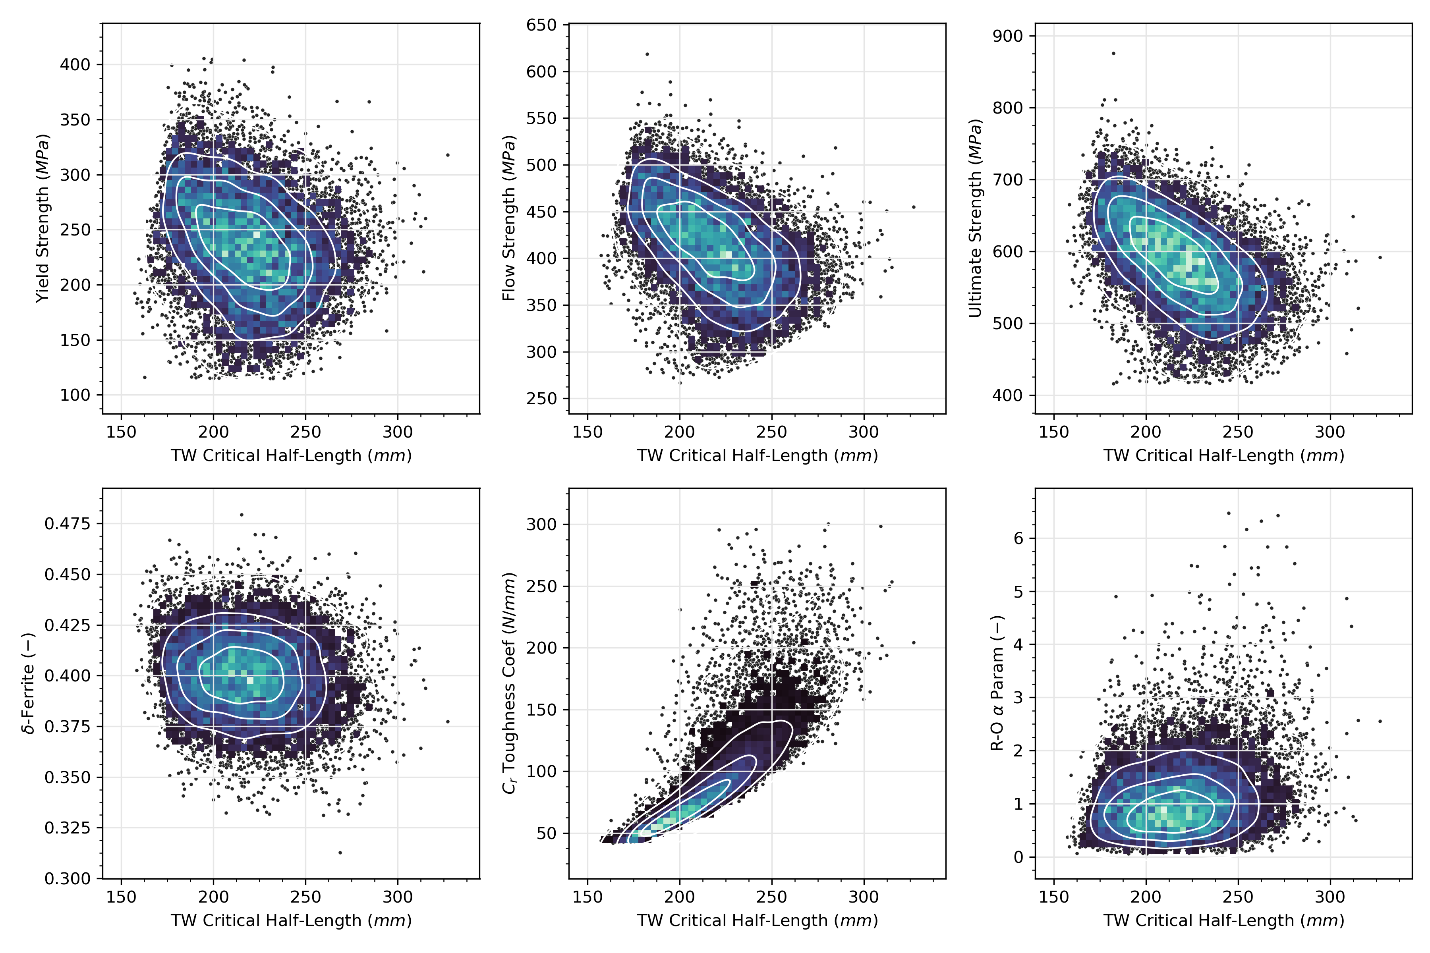 400
350
300
250
200
150
100
Yield Strength (MPa)
150 200 250 300
TW Critical Half-Length (mm)
650
600
550
500
450
400
350
300
250
Flow Strength (MPa)
150 200 250 300
TW Critical Half-Length (mm)
900
800
700
600
500
400
Ultimate Strength (MPa)
150 200 250 300
TW Critical Half-Length (mm)
0.475
0.450
0.425
0.400
0.375
0.350
0.325
0.300
δ-Ferrite (−)
150 200 250 300
TW Critical Half-Length (mm)
300
250
200
150
100
50
Cr Toughness Coef (N/mm)
150 200 250 300
TW Critical Half-Length (mm)
6
5
4
3
2
1
0
R-O α Param (−)
150 200 250 300
TW Critical Half-Length (mm)